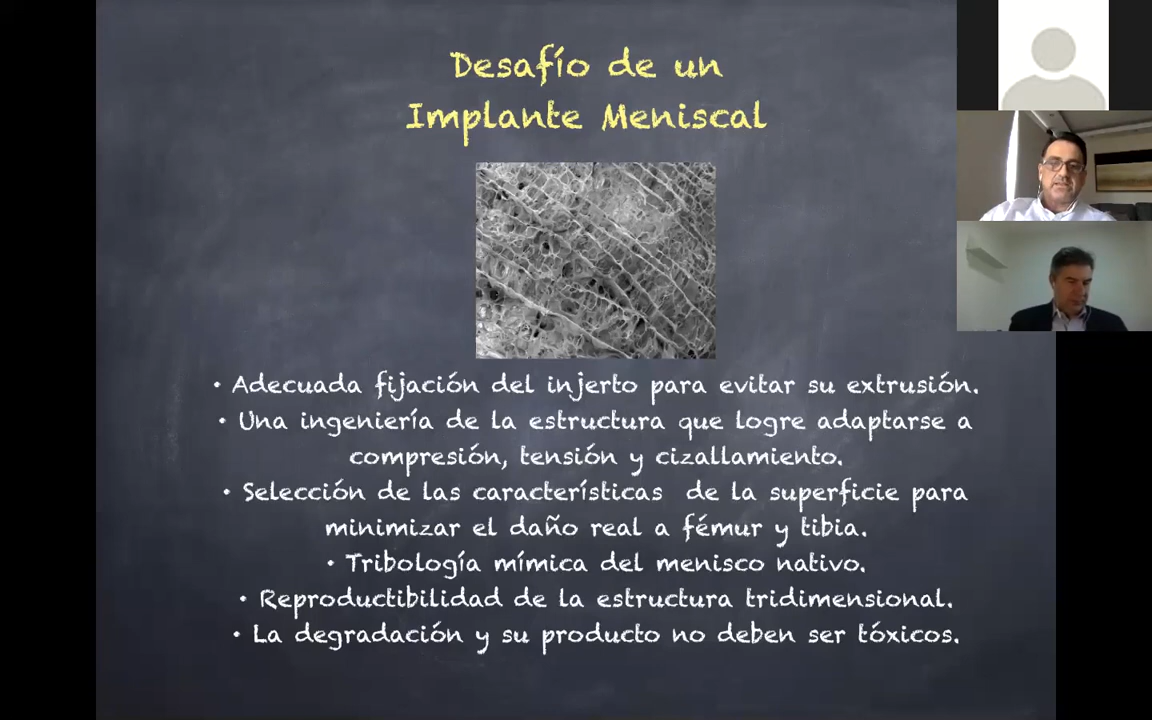 Desafío de un
Implante Meniscal
• Adecuada fijación del injerto para evitar su extrusión.
• Una ingeniería de la estructura que logre adaptarse a
compresión, tensión y cizallamiento.
• Selección de las características de la superficie para
minimizar el daño real a fémur y tibia.
• Tribología mímica del menisco nativo.
• Reproductibilidad de la estructura tridimensional.
• La degradación y su producto no deben ser tóxicos.